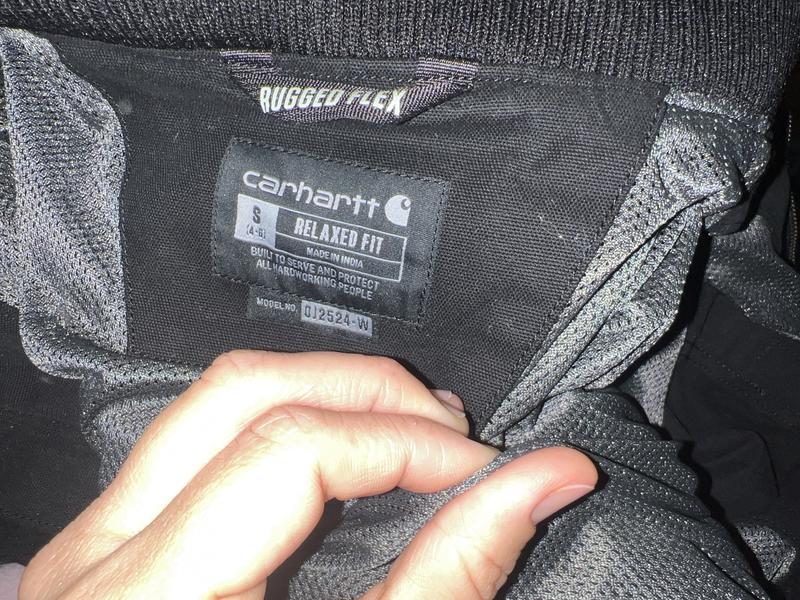 RUGGED FLEX
carhartt
S
(4-6)
RELAXED FIT
MADE IN INDIA
BUILT TO SERVE AND PROTECT
ALL HARDWORKING PEOPLE
MODEL NO. OJ2524-W